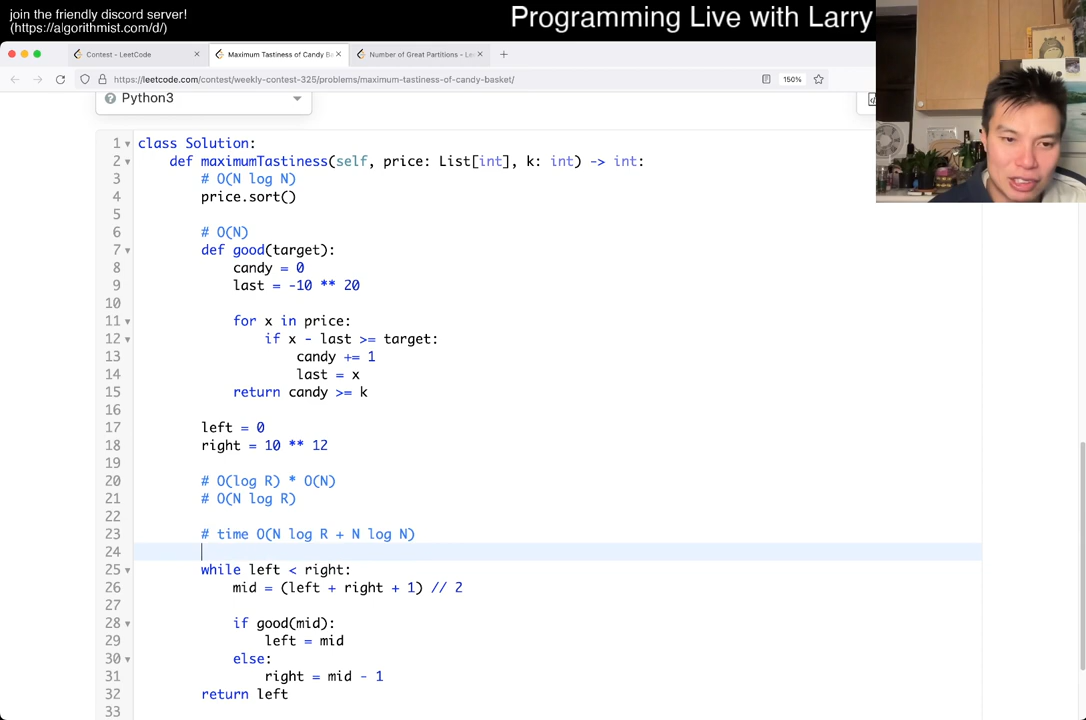 join the friendly discord server!
(https://algorithmist.com/d/)
Programming Live with Larry
Contest - LeetCode
Maximum Tastiness of Candy Ba
Number of Great Partitions - Lee
https://leetcode.com/contest/weekly-contest-325/problems/maximum-tastiness-of-candy-basket/
150%
Python3
1 class Solution:
2 def maximumTastiness(self, price: List[int], k: int) -> int:
3 # O(N log N)
4 price.sort()
5
6 # O(N)
7 def good(target):
8 candy = 0
9 last = -10 ** 20
10
11 for x in price:
12 if x - last >= target:
13 candy += 1
14 last = x
15 return candy >= k
16
17 left = 0
18 right = 10 ** 12
19
20 # O(log R) * O(N)
21 # O(N log R)
22
23 # time O(N log R + N log N)
24
25 while left < right:
26 mid = (left + right + 1) // 2
27
28 if good(mid):
29 left = mid
30 else:
31 right = mid - 1
32 return left
33